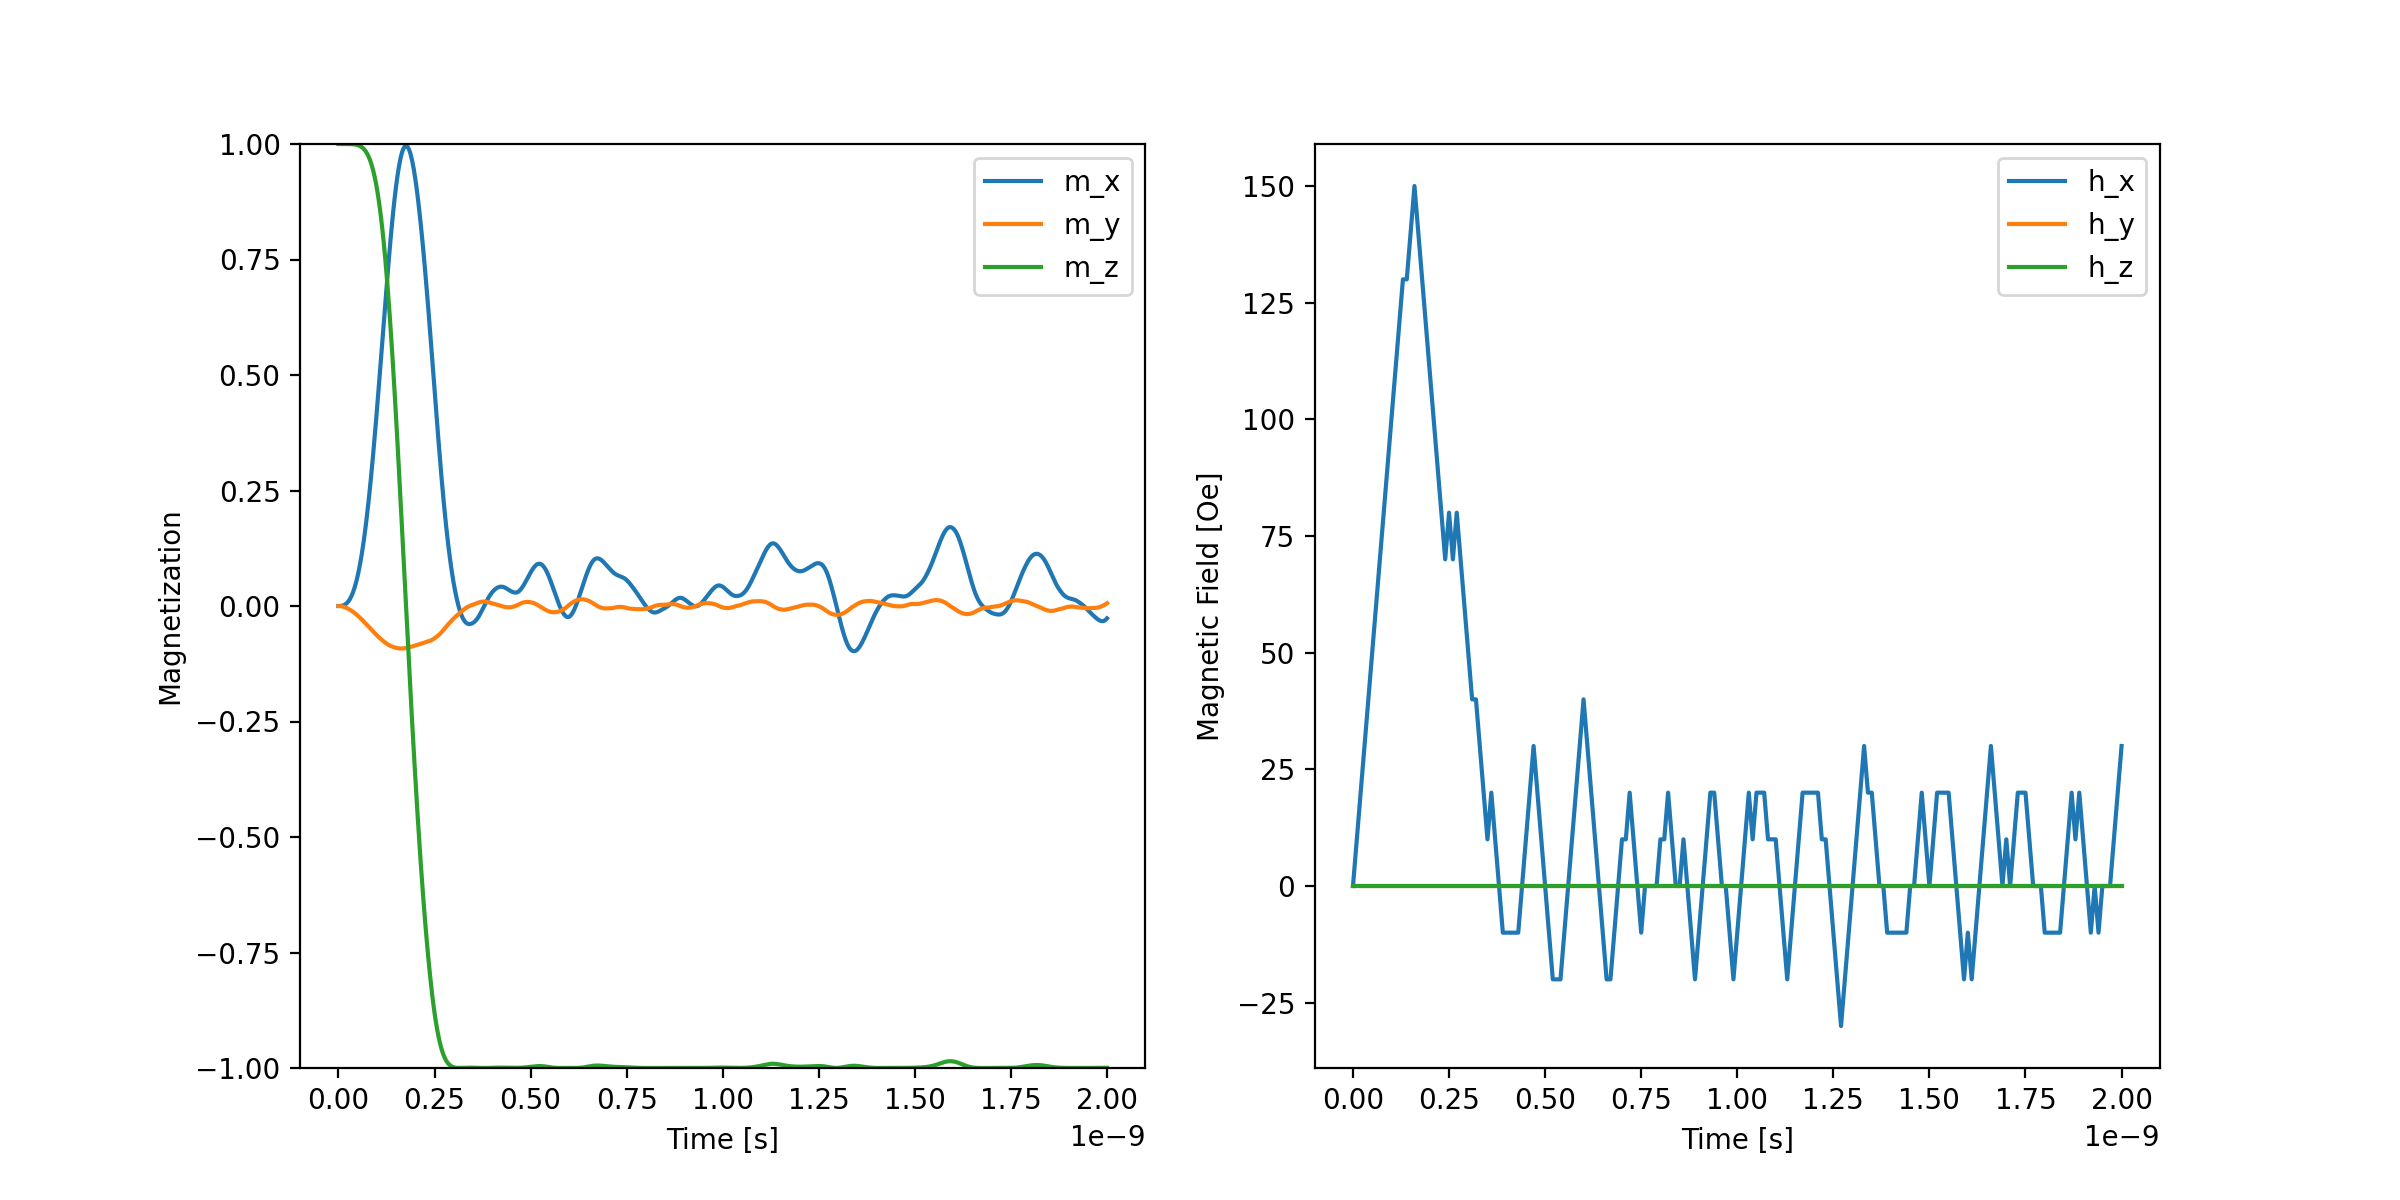 1.00
0.75
0.50
0.25
0.00
−0.25
−0.50
−0.75
−1.00
Magnetization
m_x
m_y
m_z
0.00 0.25 0.50 0.75 1.00 1.25 1.50 1.75 2.00
Time [s]
1e−9
150
125
100
75
50
25
0
−25
Magnetic Field [Oe]
h_x
h_y
h_z
0.00 0.25 0.50 0.75 1.00 1.25 1.50 1.75 2.00
Time [s]
1e−9